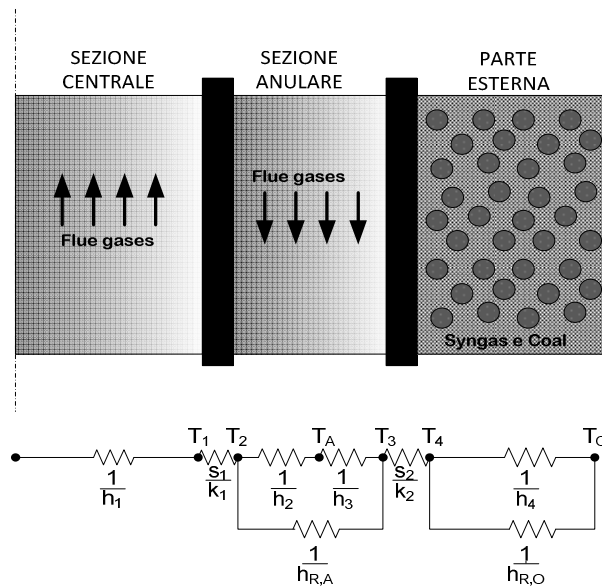 SEZIONE CENTRALE
SEZIONE ANULARE
PARTE ESTERNA
Flue gases
Flue gases
Syngas e Coal
T1 T2 TA T3 T4 TO
1/h1
s1/k1
1/h2
1/h3
s2/k2
1/h4
1/hR,A
1/hR,O